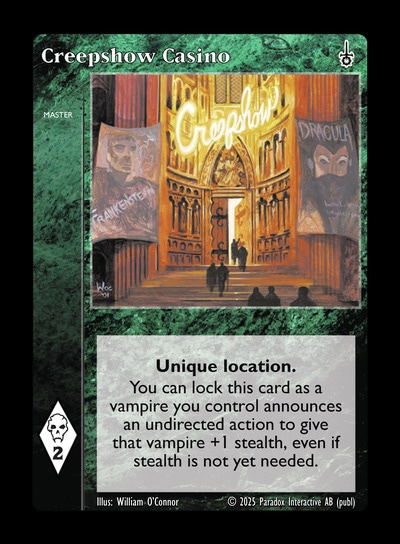 Creepshow Casino
MASTER
Creepshow
FRANKENSTEIN
DRACULA
Unique location.
You can lock this card as a
vampire you control announces
an undirected action to give
that vampire +1 stealth, even if
stealth is not yet needed.
2
Illus: William O'Connor
© 2025 Paradox Interactive AB (publ)